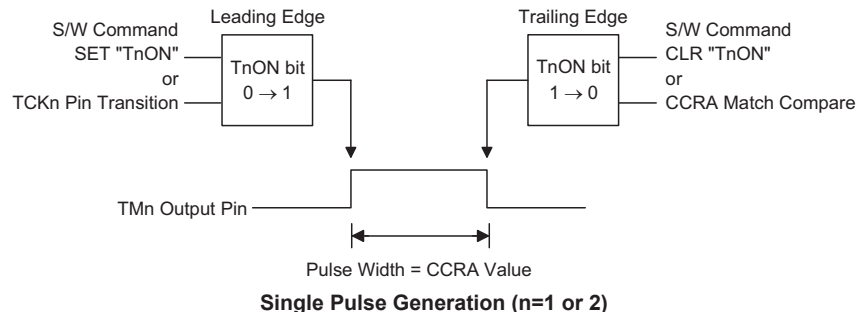 Leading Edge
S/W Command
SET "TnON"
or
TCKn Pin Transition
TnON bit
0 → 1
Trailing Edge
TnON bit
1 → 0
S/W Command
CLR "TnON"
or
CCRA Match Compare
TMn Output Pin
Pulse Width = CCRA Value
Single Pulse Generation (n=1 or 2)